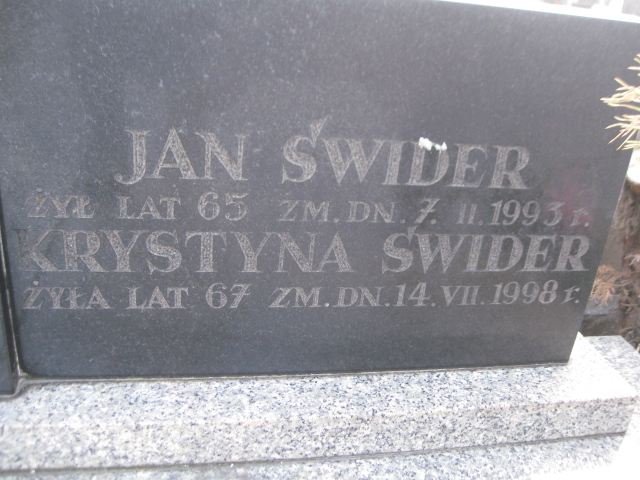 JAN ŚWIDER
ŻYŁ LAT 65 ZM. DN. 7. II. 1993 r.
KRYSTYNA ŚWIDER
ŻYŁA LAT 67 ZM. DN. 14. VII. 1998 r.